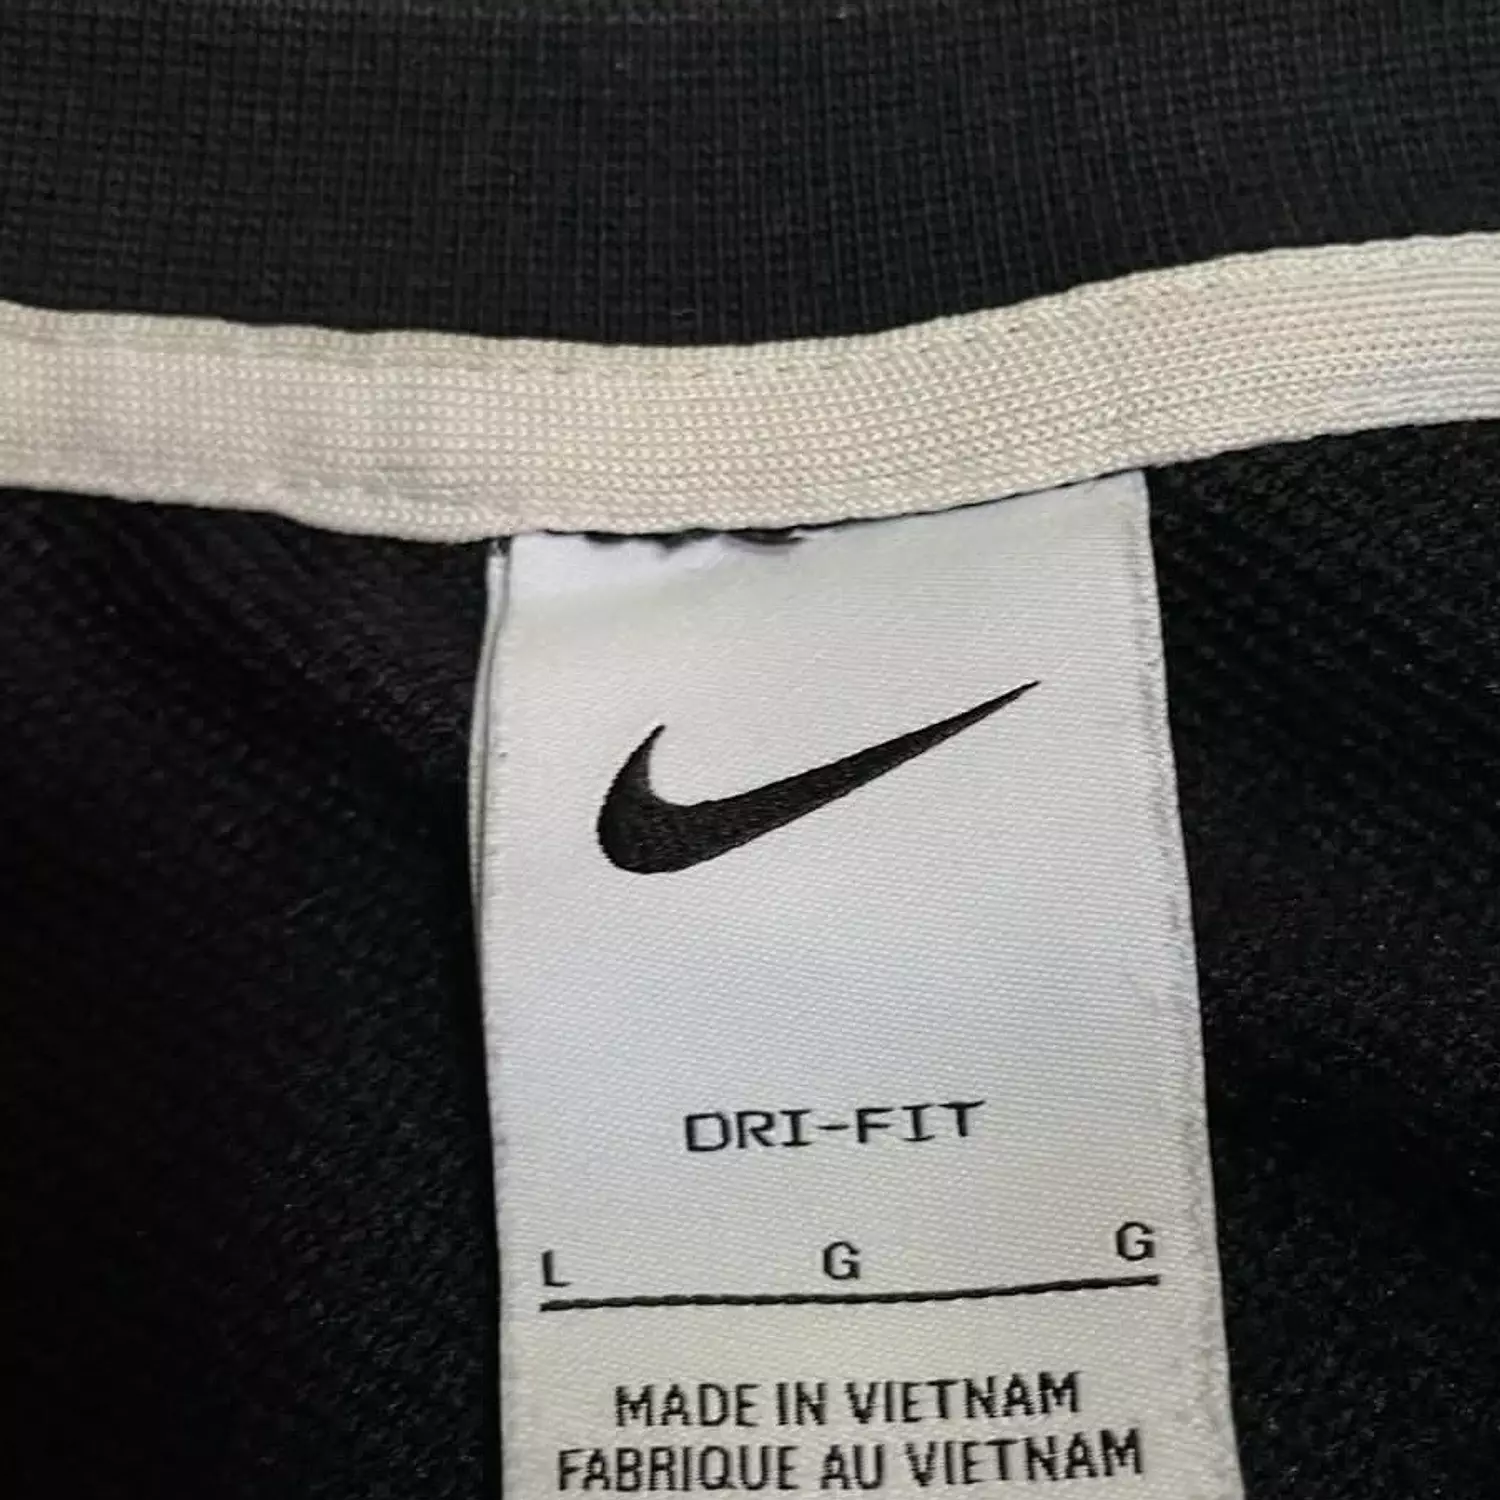 DRI-FIT
L G G
MADE IN VIETNAM
FABRIQUE AU VIETNAM